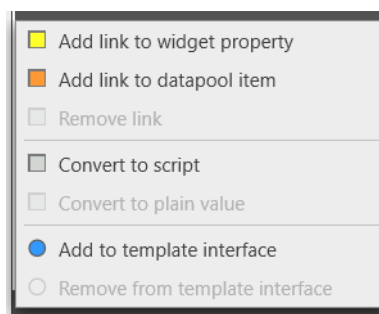 Add link to widget property
Add link to datapool item
Remove link
Convert to script
Convert to plain value
Add to template interface
Remove from template interface